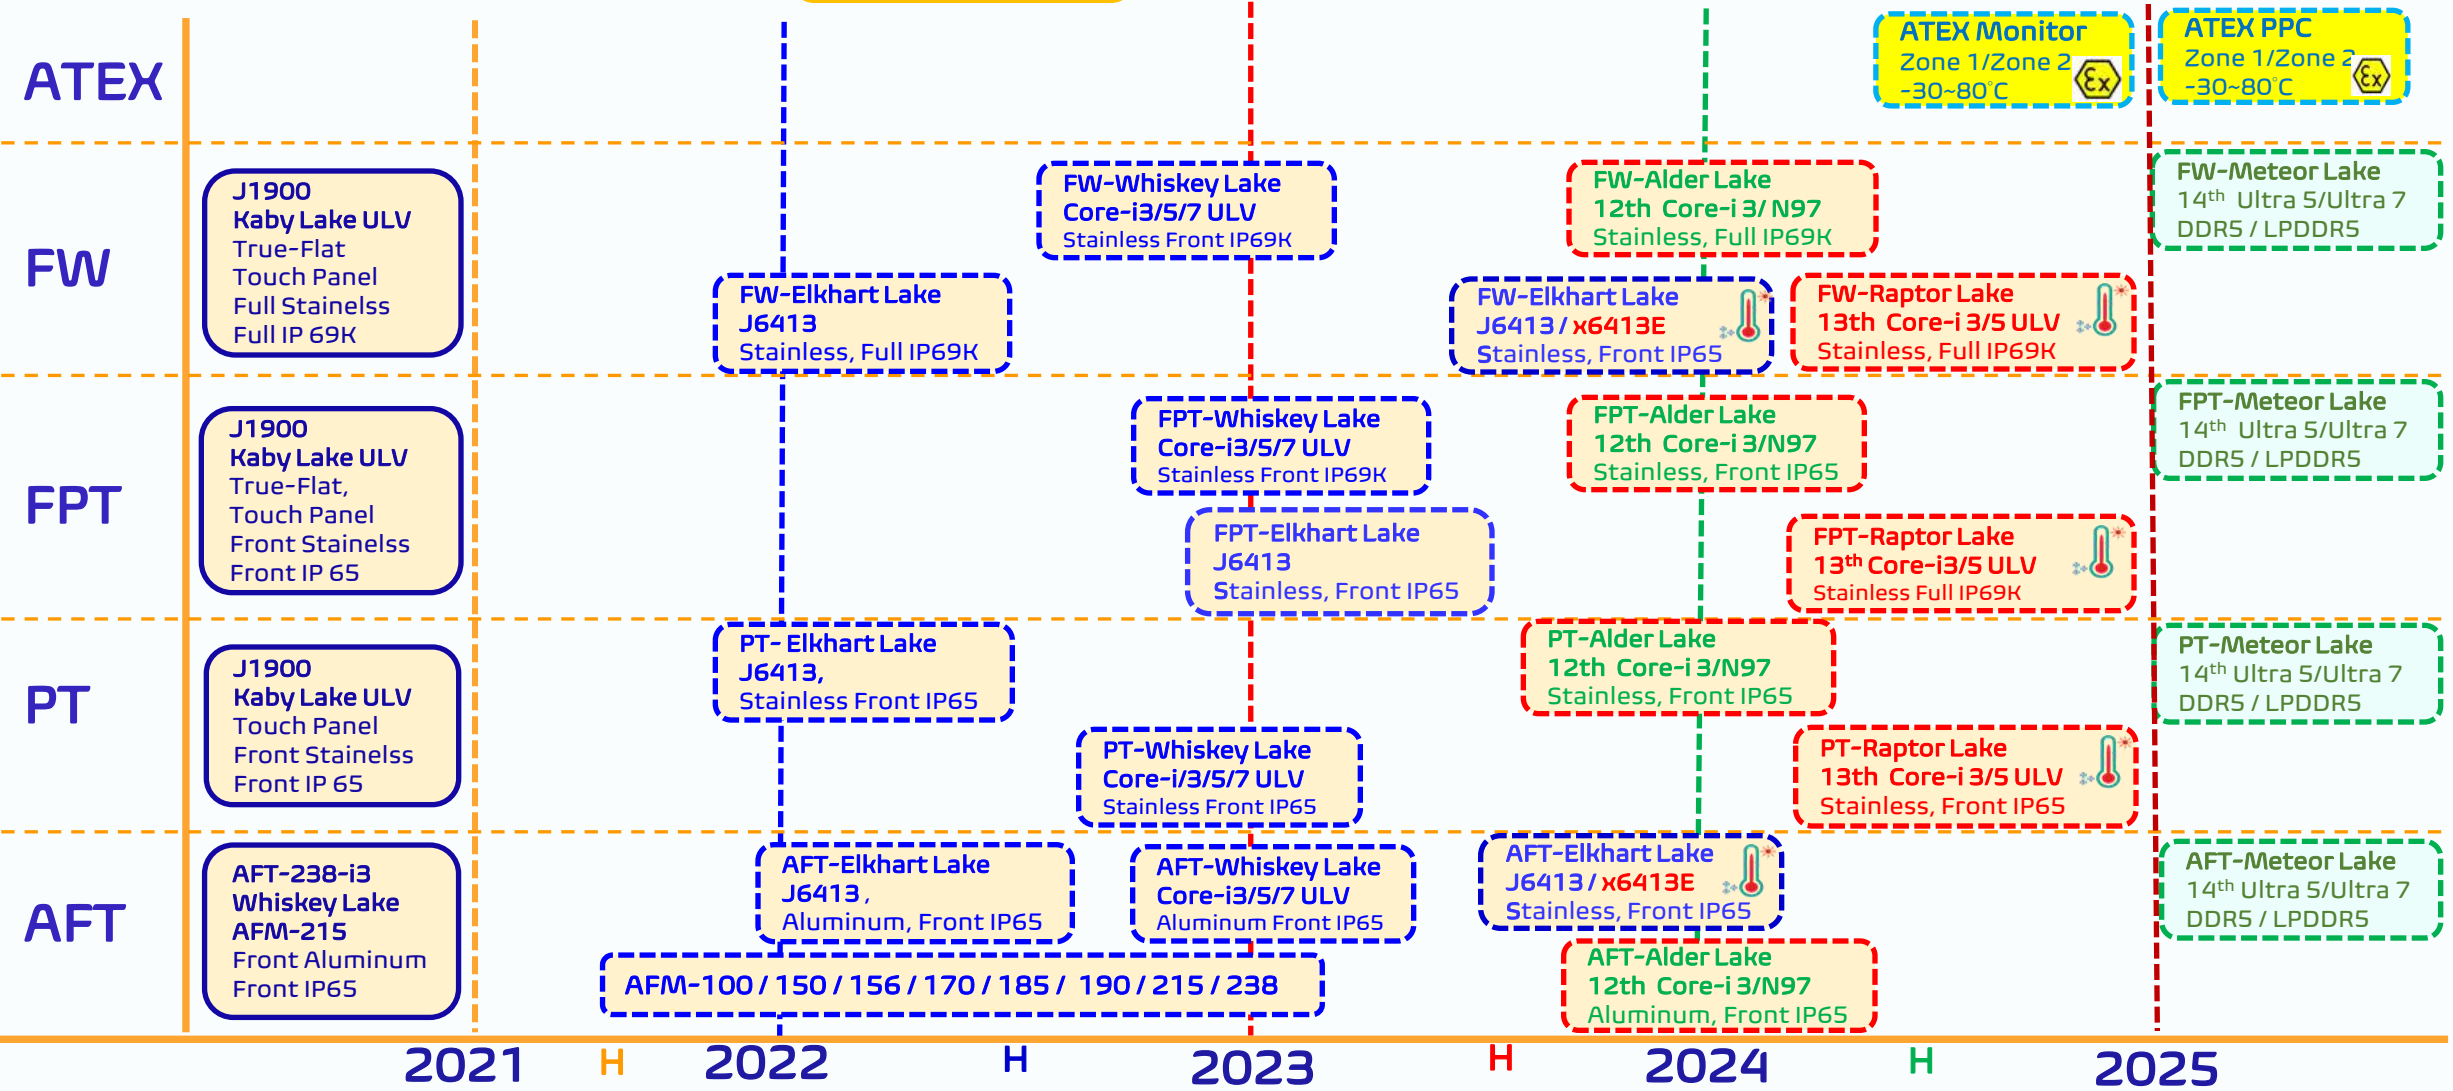 ATEX
ATEX Monitor
Zone 1/Zone 2
-30~80°C
Ex
ATEX PPC
Zone 1/Zone 2
-30~80°C
Ex
FW
J1900
Kaby Lake ULV
True-Flat
Touch Panel
Full Stainelss
Full IP 69K
FW-Elkhart Lake
J6413
Stainless, Full IP69K
FW-Whiskey Lake
Core-i3/5/7 ULV
Stainless Front IP69K
FW-Alder Lake
12th Core-i 3/ N97
Stainless, Full IP69K
FW-Elkhart Lake
J6413 / x6413E
Stainless, Front IP65
FW-Raptor Lake
13th Core-i 3/5 ULV
Stainless, Full IP69K
FW-Meteor Lake
14th Ultra 5/Ultra 7
DDR5 / LPDDR5
FPT
J1900
Kaby Lake ULV
True-Flat,
Touch Panel
Front Stainelss
Front IP 65
FPT-Whiskey Lake
Core-i3/5/7 ULV
Stainless Front IP69K
FPT-Elkhart Lake
J6413
Stainless, Front IP65
FPT-Alder Lake
12th Core-i 3/N97
Stainless, Front IP65
FPT-Raptor Lake
13th Core-i3/5 ULV
Stainless Full IP69K
FPT-Meteor Lake
14th Ultra 5/Ultra 7
DDR5 / LPDDR5
PT
J1900
Kaby Lake ULV
Touch Panel
Front Stainelss
Front IP 65
PT- Elkhart Lake
J6413,
Stainless Front IP65
PT-Whiskey Lake
Core-i/3/5/7 ULV
Stainless Front IP65
PT-Alder Lake
12th Core-i 3/N97
Stainless, Front IP65
PT-Raptor Lake
13th Core-i 3/5 ULV
Stainless, Front IP65
PT-Meteor Lake
14th Ultra 5/Ultra 7
DDR5 / LPDDR5
AFT
AFT-238-i3
Whiskey Lake
AFM-215
Front Aluminum
Front IP65
AFT-Elkhart Lake
J6413 ,
Aluminum, Front IP65
AFT-Whiskey Lake
Core-i3/5/7 ULV
Aluminum Front IP65
AFM-100 / 150 / 156 / 170 / 185 / 190 / 215 / 238
AFT-Elkhart Lake
J6413 / x6413E
Stainless, Front IP65
AFT-Alder Lake
12th Core-i 3/N97
Aluminum, Front IP65
AFT-Meteor Lake
14th Ultra 5/Ultra 7
DDR5 / LPDDR5
2021 H 2022 H 2023 H 2024 H 2025